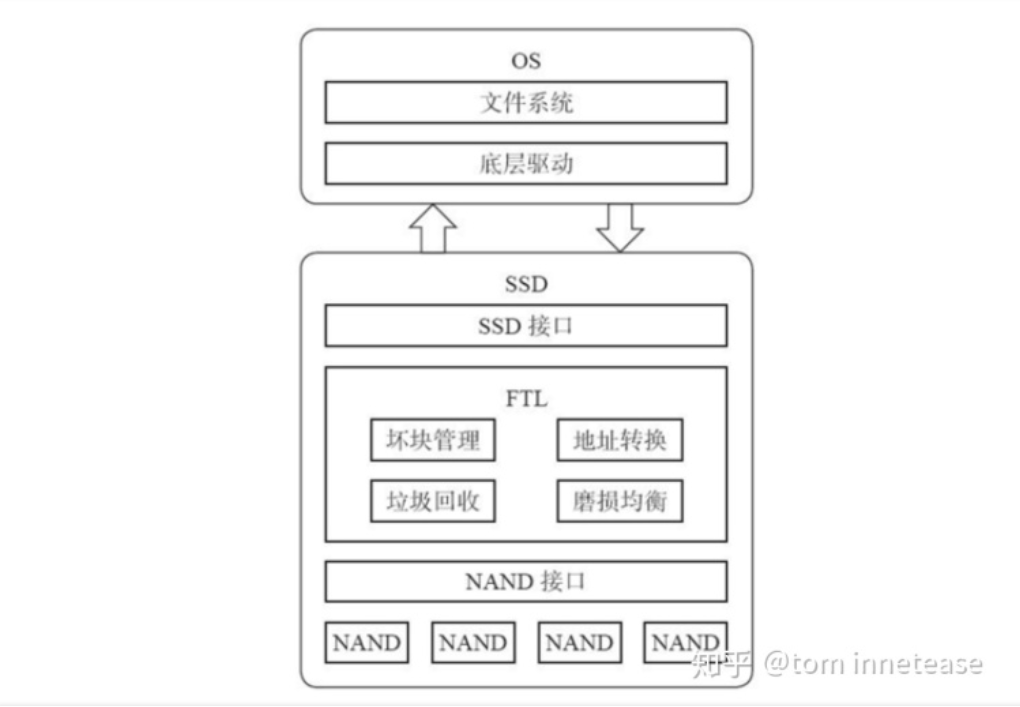 OS
文件系统
底层驱动
SSD
SSD 接口
FTL
坏块管理 地址转换
垃圾回收 磨损均衡
NAND 接口
NAND NAND NAND NAND
知乎 @tom innetease